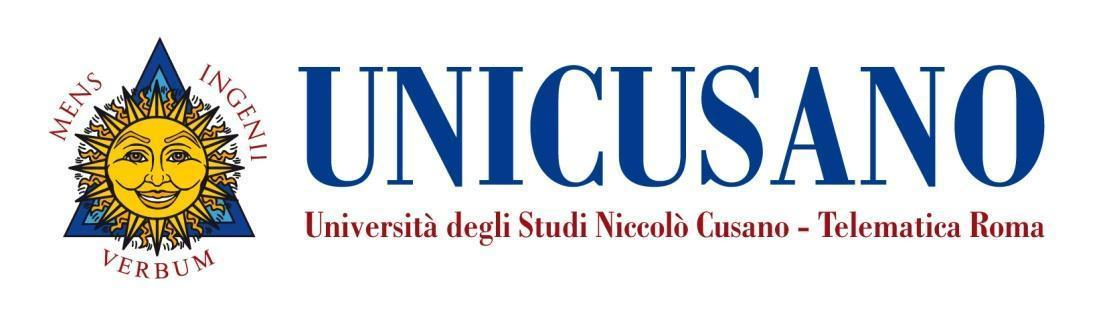 MENS INGENII
VERBUM
UNICUSANO
Università degli Studi Niccolò Cusano - Telematica Roma